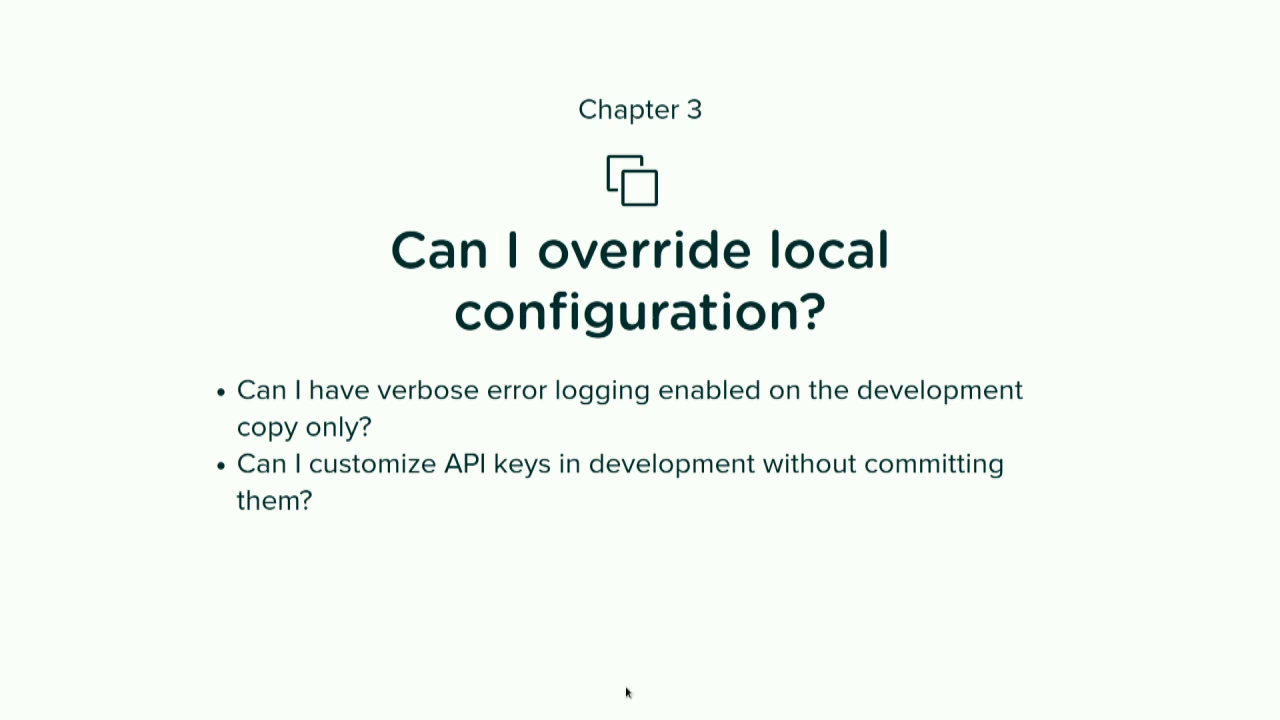 Chapter 3
Can I override local
configuration?
• Can I have verbose error logging enabled on the development
copy only?
• Can I customize API keys in development without committing
them?